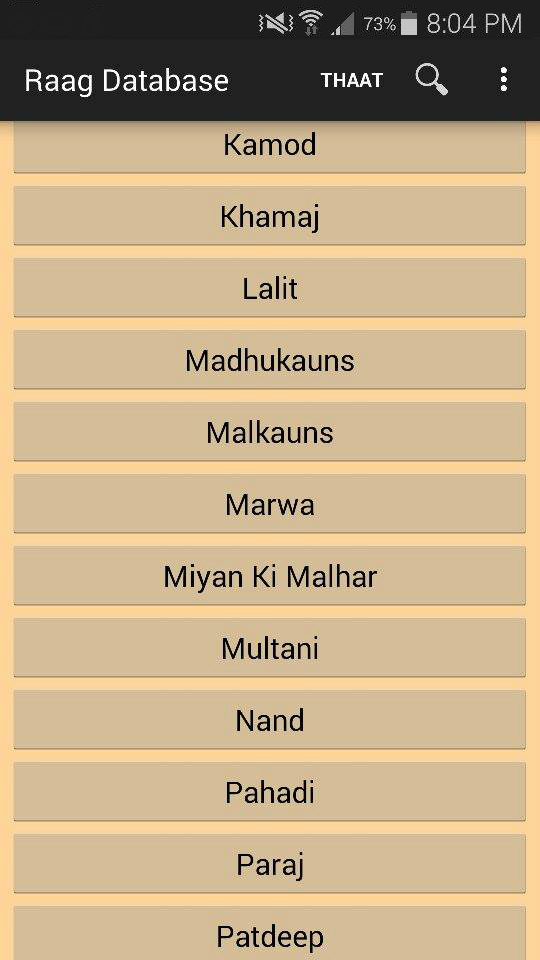 73% 8:04 PM
Raag Database THAAT
Kamod
Khamaj
Lalit
Madhukauns
Malkauns
Marwa
Miyan Ki Malhar
Multani
Nand
Pahadi
Paraj
Patdeep